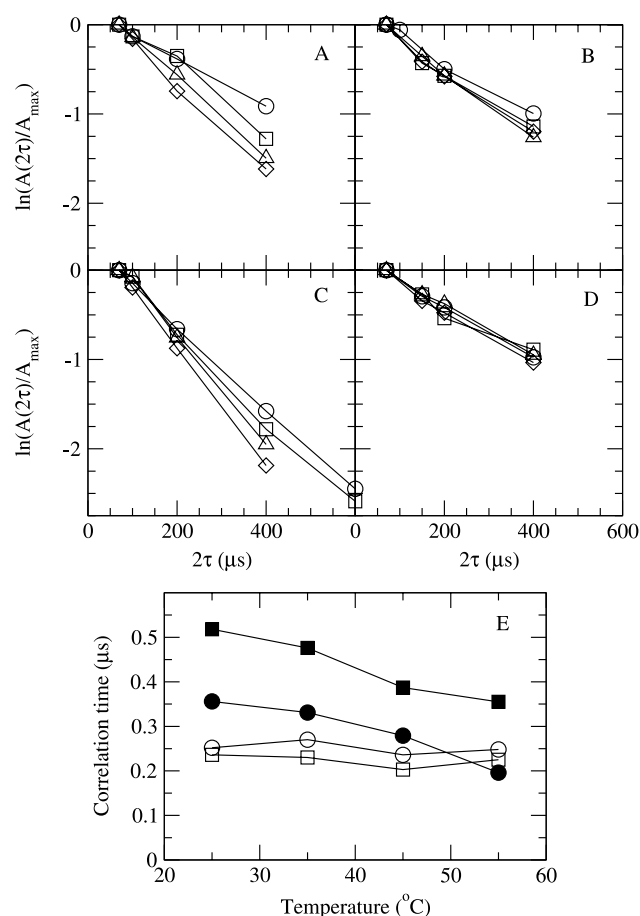 0
-1
-2
ln(A(2τ)/A_max)
A
B
0
-1
-2
ln(A(2τ)/A_max)
C
D
0 200 400 0 200 400 600
2τ (μs) 2τ (μs)
E
0.5
0.4
0.3
0.2
0.1
0
Correlation time (μs)
20 30 40 50 60
Temperature (°C)